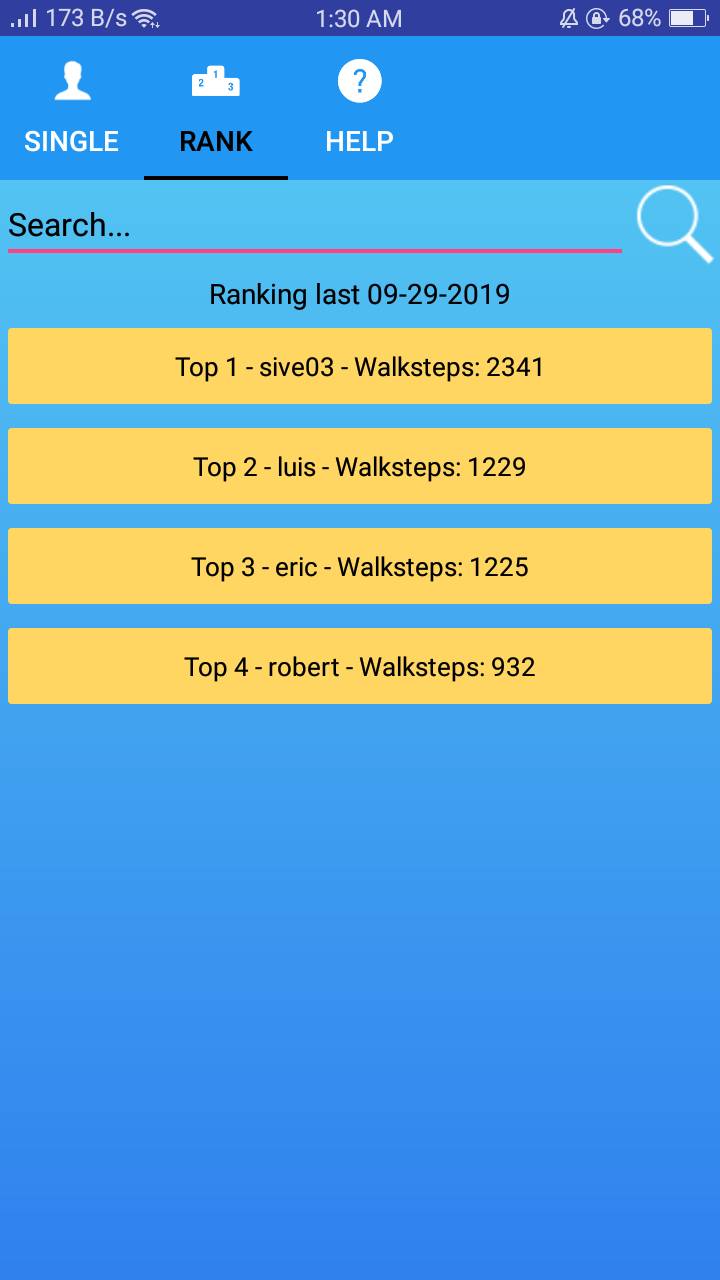 173 B/s 1:30 AM 68%
1 2 3 ?
SINGLE RANK HELP
Search...
Ranking last 09-29-2019
Top 1 - sive03 - Walksteps: 2341
Top 2 - luis - Walksteps: 1229
Top 3 - eric - Walksteps: 1225
Top 4 - robert - Walksteps: 932